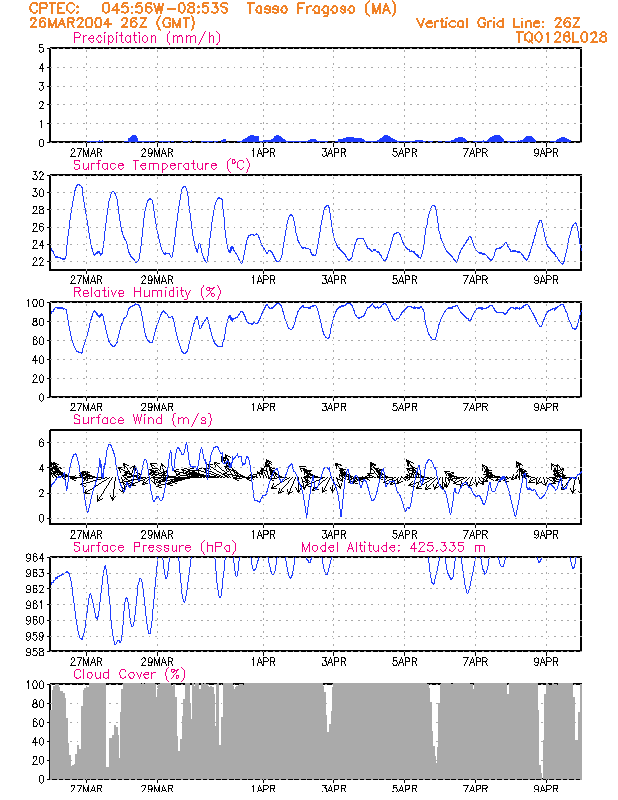 CPTEC: 045:56W-08:53S Tasso Fragoso (MA)
26MAR2004 26Z (GMT) Vertical Grid Line: 26Z
Precipitation (mm/h) TQ0126L028
5
4
3
2
1
0
27MAR 29MAR 1APR 3APR 5APR 7APR 9APR
Surface Temperature (°C)
32
30
28
26
24
22
27MAR 29MAR 1APR 3APR 5APR 7APR 9APR
Relative Humidity (%)
100
80
60
40
20
0
27MAR 29MAR 1APR 3APR 5APR 7APR 9APR
Surface Wind (m/s)
6
4
2
0
27MAR 29MAR 1APR 3APR 5APR 7APR 9APR
Surface Pressure (hPa) Model Altitude: 425.335 m
964
963
962
961
960
959
958
27MAR 29MAR 1APR 3APR 5APR 7APR 9APR
Cloud Cover (%)
100
80
60
40
20
0
27MAR 29MAR 1APR 3APR 5APR 7APR 9APR